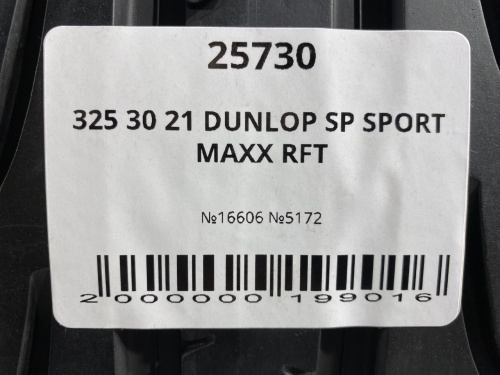 25730
325 30 21 DUNLOP SP SPORT
MAXX RFT
№16606 №5172
2 000000 199016